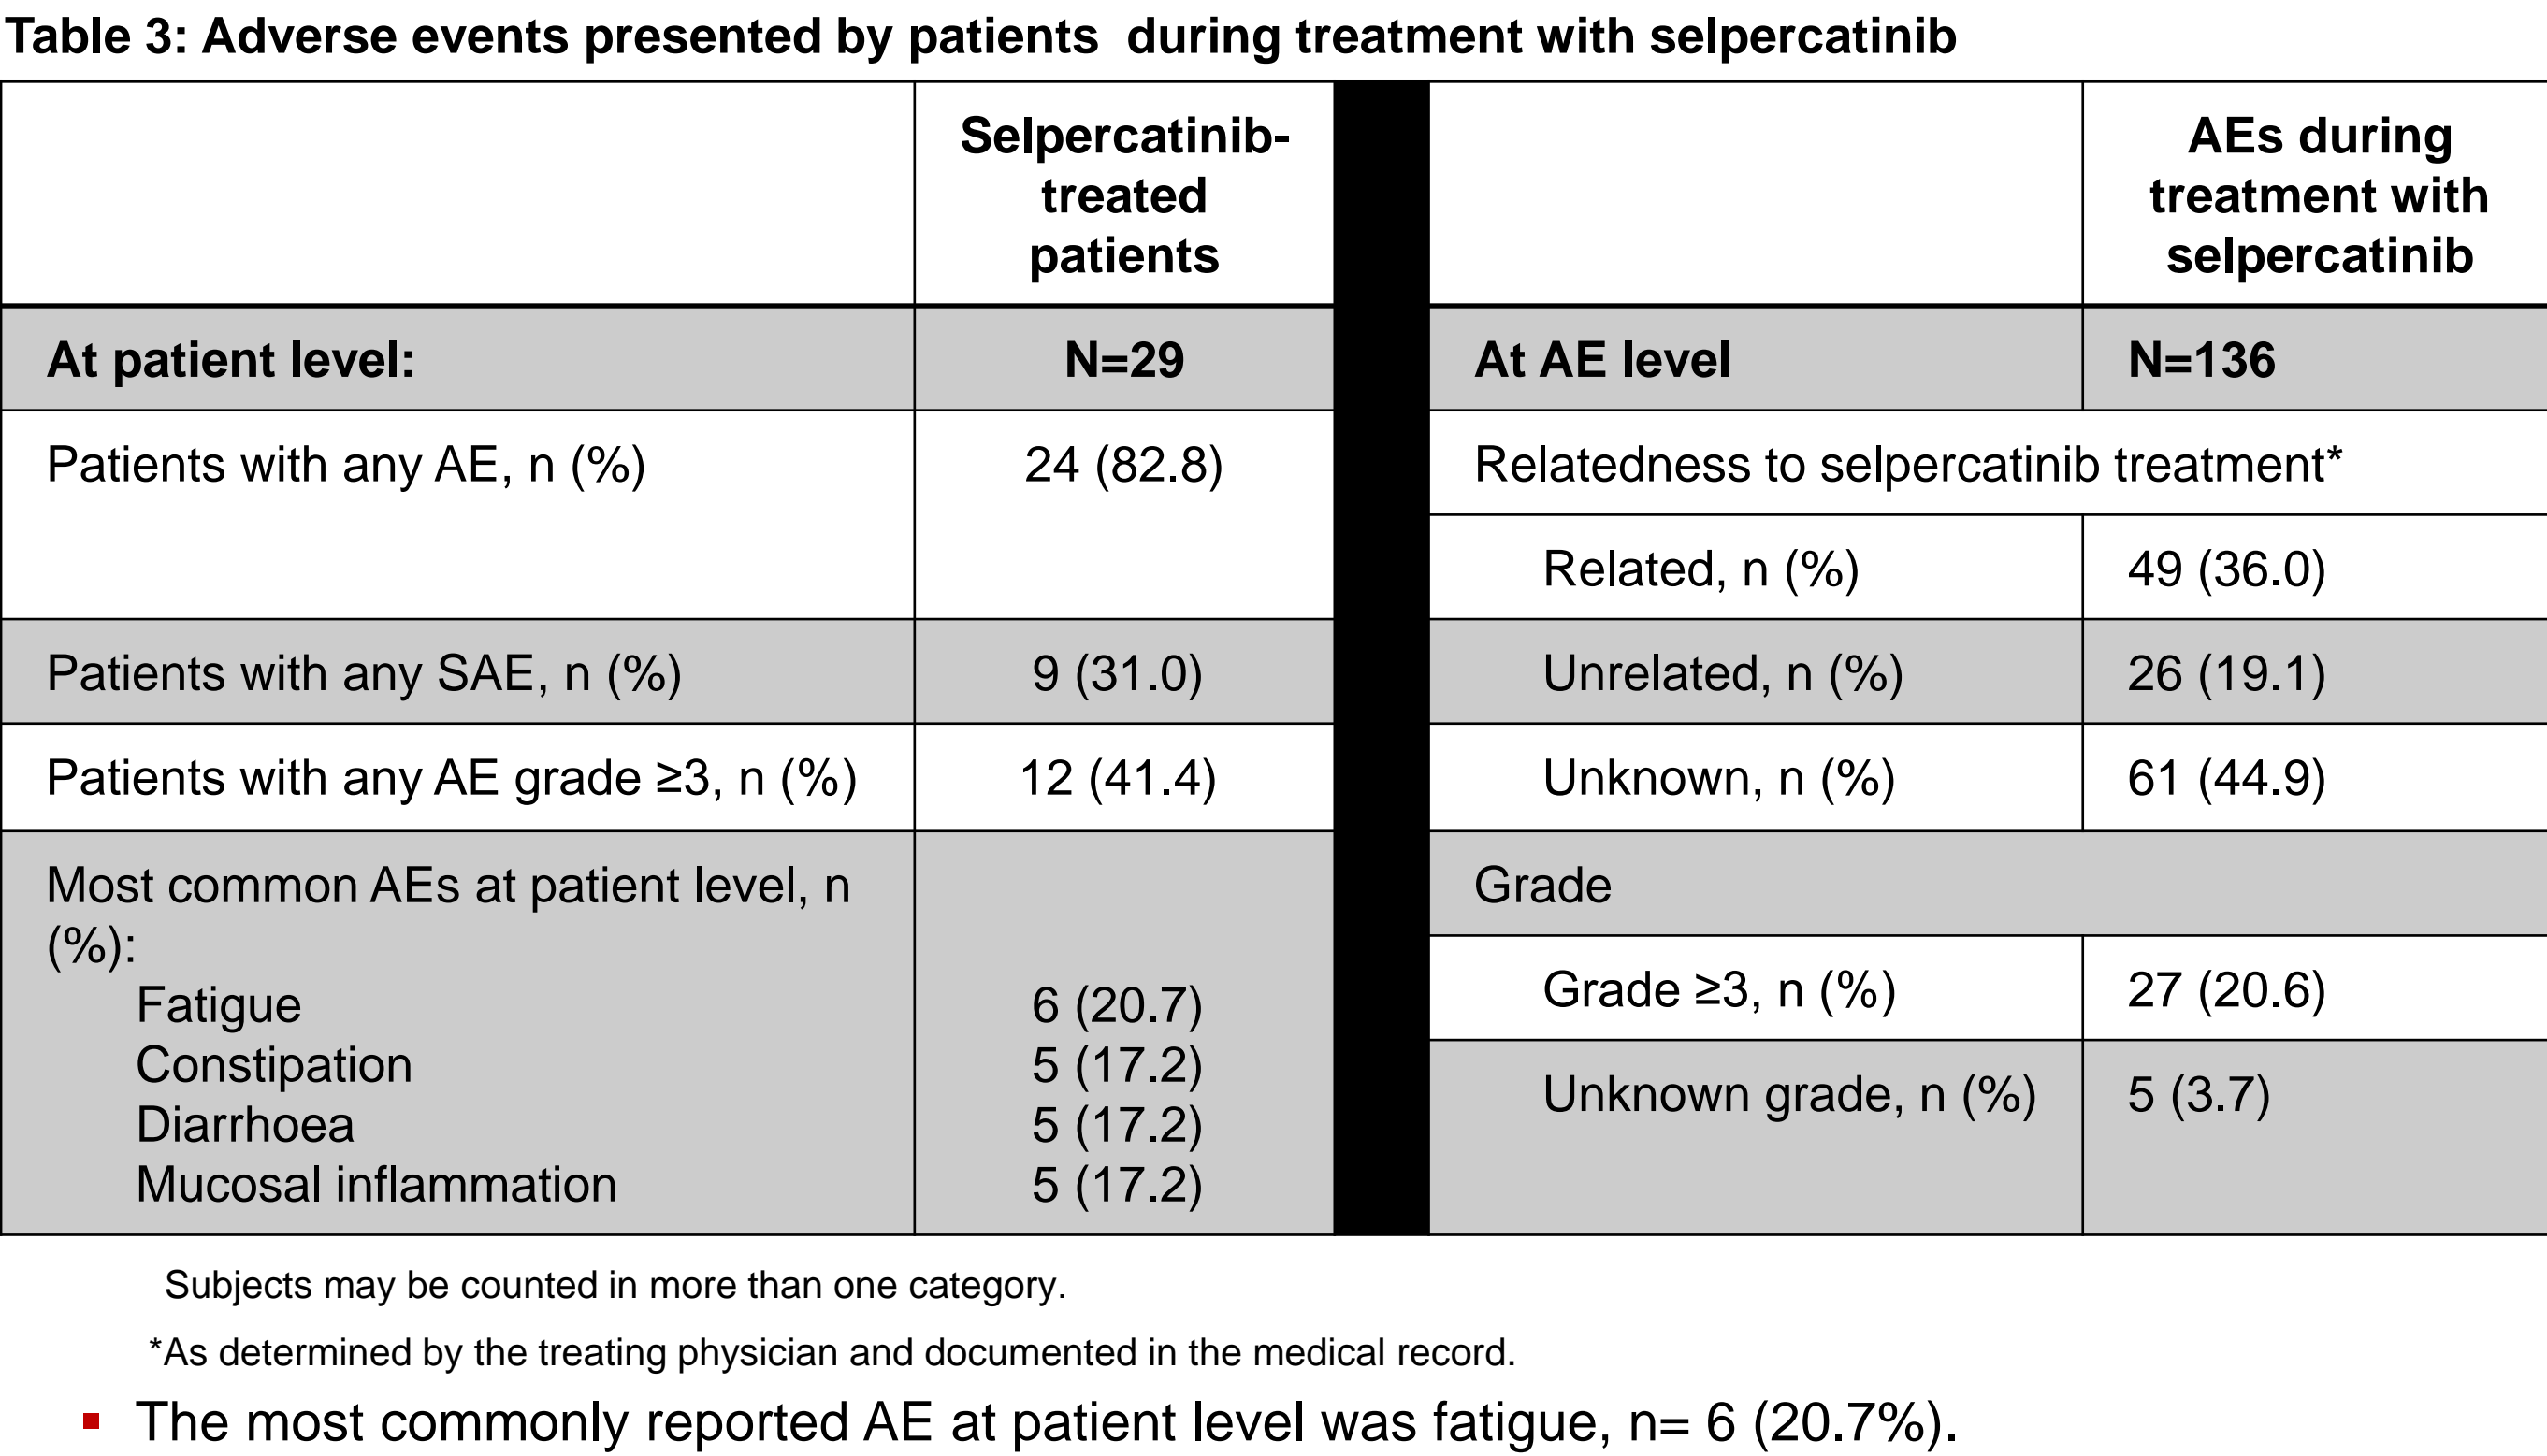 Table 3: Adverse events presented by patients  during treatment with selpercatinib
Selpercatinib-
treated
patients
At patient level:
N=29
Patients with any AE, n (%)
24 (82.8)
Patients with any SAE, n (%)
9 (31.0)
Patients with any AE grade ≥3, n (%)
12 (41.4)
Most common AEs at patient level, n
(%):
Fatigue
6 (20.7)
Constipation
5 (17.2)
Diarrhoea
5 (17.2)
Mucosal inflammation
5 (17.2)
AEs during
treatment with
selpercatinib
At AE level
N=136
Relatedness to selpercatinib treatment*
Related, n (%)
49 (36.0)
Unrelated, n (%)
26 (19.1)
Unknown, n (%)
61 (44.9)
Grade
Grade ≥3, n (%)
27 (20.6)
Unknown grade, n (%)
5 (3.7)
Subjects may be counted in more than one category.
*As determined by the treating physician and documented in the medical record.
▪ The most commonly reported AE at patient level was fatigue, n= 6 (20.7%).